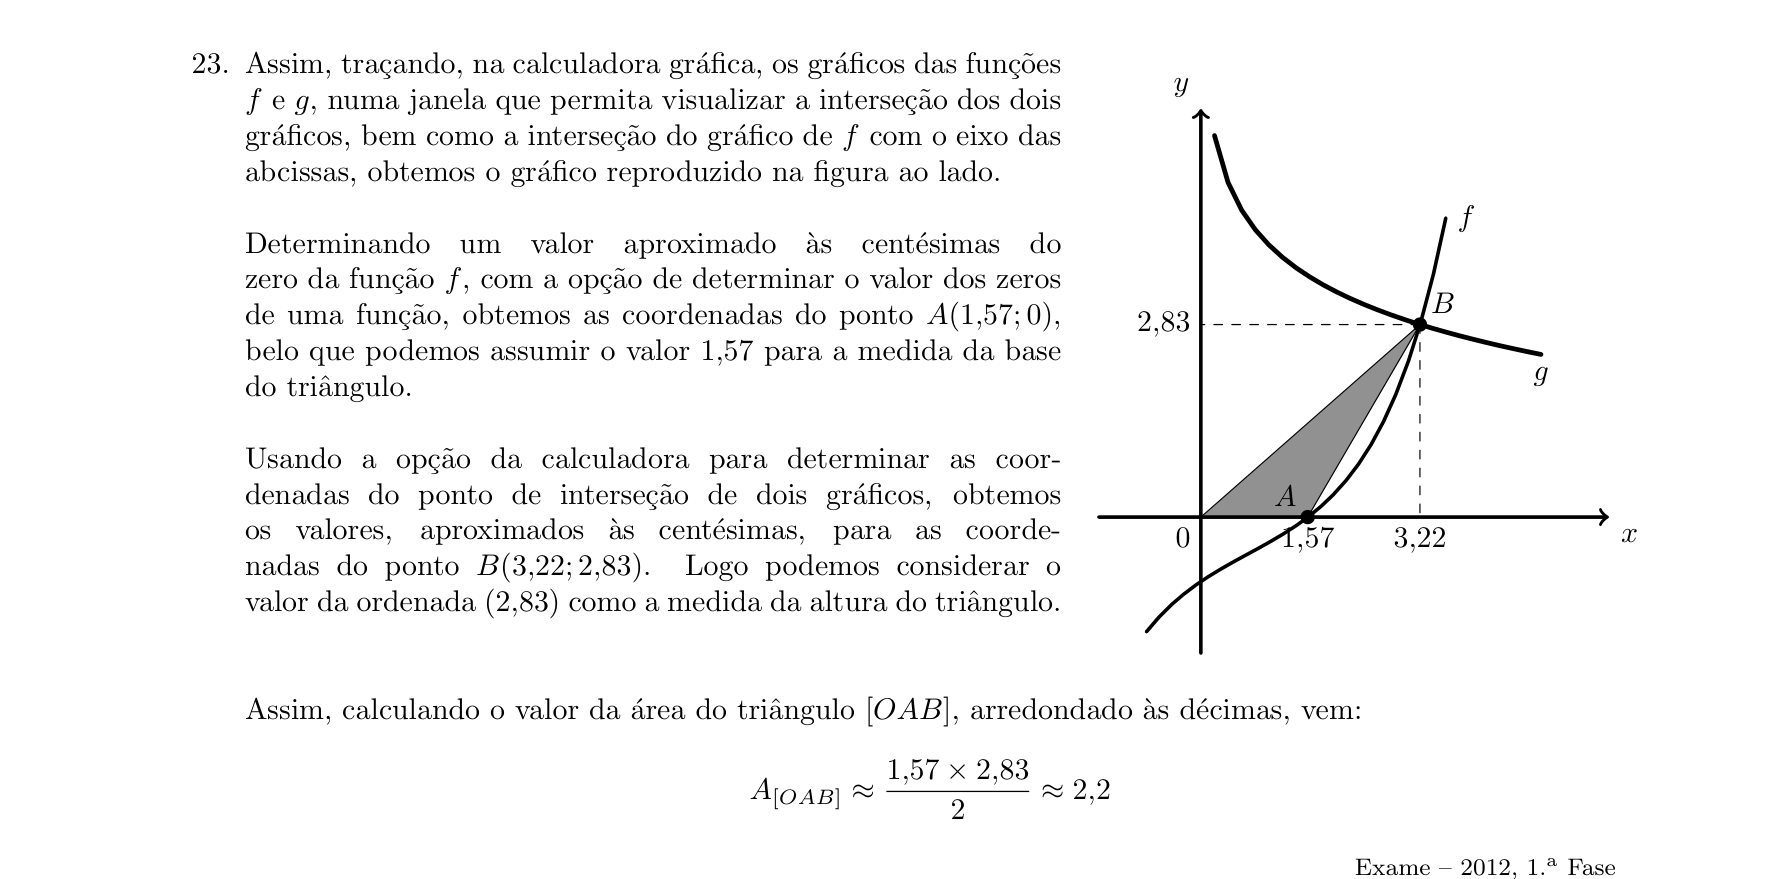 23. Assim, traçando, na calculadora gráfica, os gráficos das funções
f e g, numa janela que permita visualizar a interseção dos dois
gráficos, bem como a interseção do gráfico de f com o eixo das
abcissas, obtemos o gráfico reproduzido na figura ao lado.
Determinando um valor aproximado às centésimas do
zero da função f, com a opção de determinar o valor dos zeros
de uma função, obtemos as coordenadas do ponto A(1,57; 0),
belo que podemos assumir o valor 1,57 para a medida da base
do triângulo.
Usando a opção da calculadora para determinar as coor-
denadas do ponto de interseção de dois gráficos, obtemos
os valores, aproximados às centésimas, para as coorde-
nadas do ponto B(3,22; 2,83). Logo podemos considerar o
valor da ordenada (2,83) como a medida da altura do triângulo.
y
f
B
2,83
g
A
0
1,57
3,22
x
Assim, calculando o valor da área do triângulo [OAB], arredondado às décimas, vem:
A[OAB] ≈ 1,57 × 2,83 / 2 ≈ 2,2
Exame – 2012, 1.ª Fase